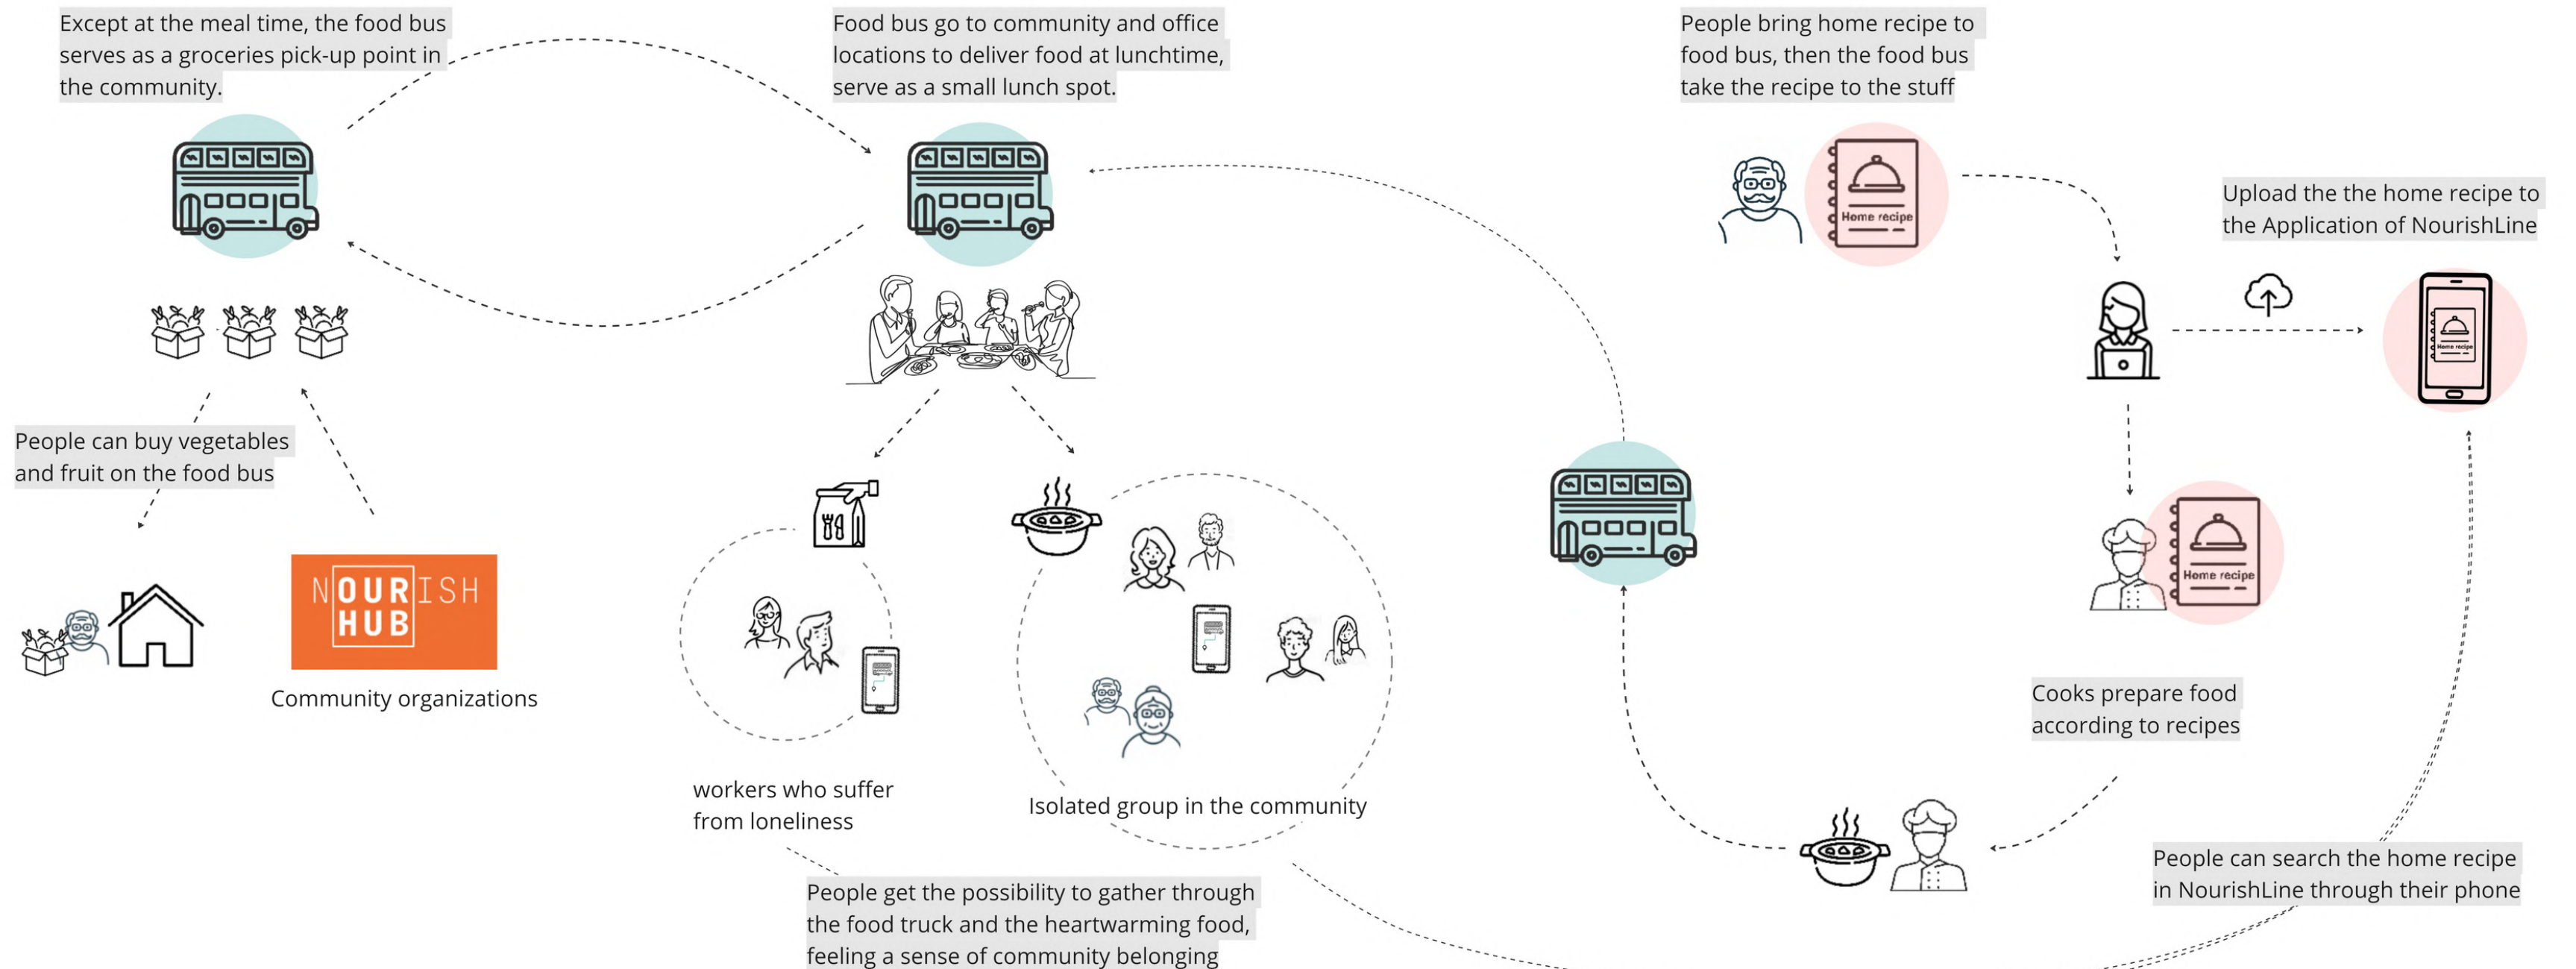 Except at the meal time, the food bus
serves as a groceries pick-up point in
the community.
Food bus go to community and office
locations to deliver food at lunchtime,
serve as a small lunch spot.
People bring home recipe to
food bus, then the food bus
take the recipe to the stuff
Home recipe
Upload the the home recipe to
the Application of NourishLine
Home recipe
People can buy vegetables
and fruit on the food bus
NOURISH
HUB
Community organizations
Home recipe
Cooks prepare food
according to recipes
workers who suffer
from loneliness
Isolated group in the community
People can search the home recipe
in NourishLine through their phone
People get the possibility to gather through
the food truck and the heartwarming food,
feeling a sense of community belonging